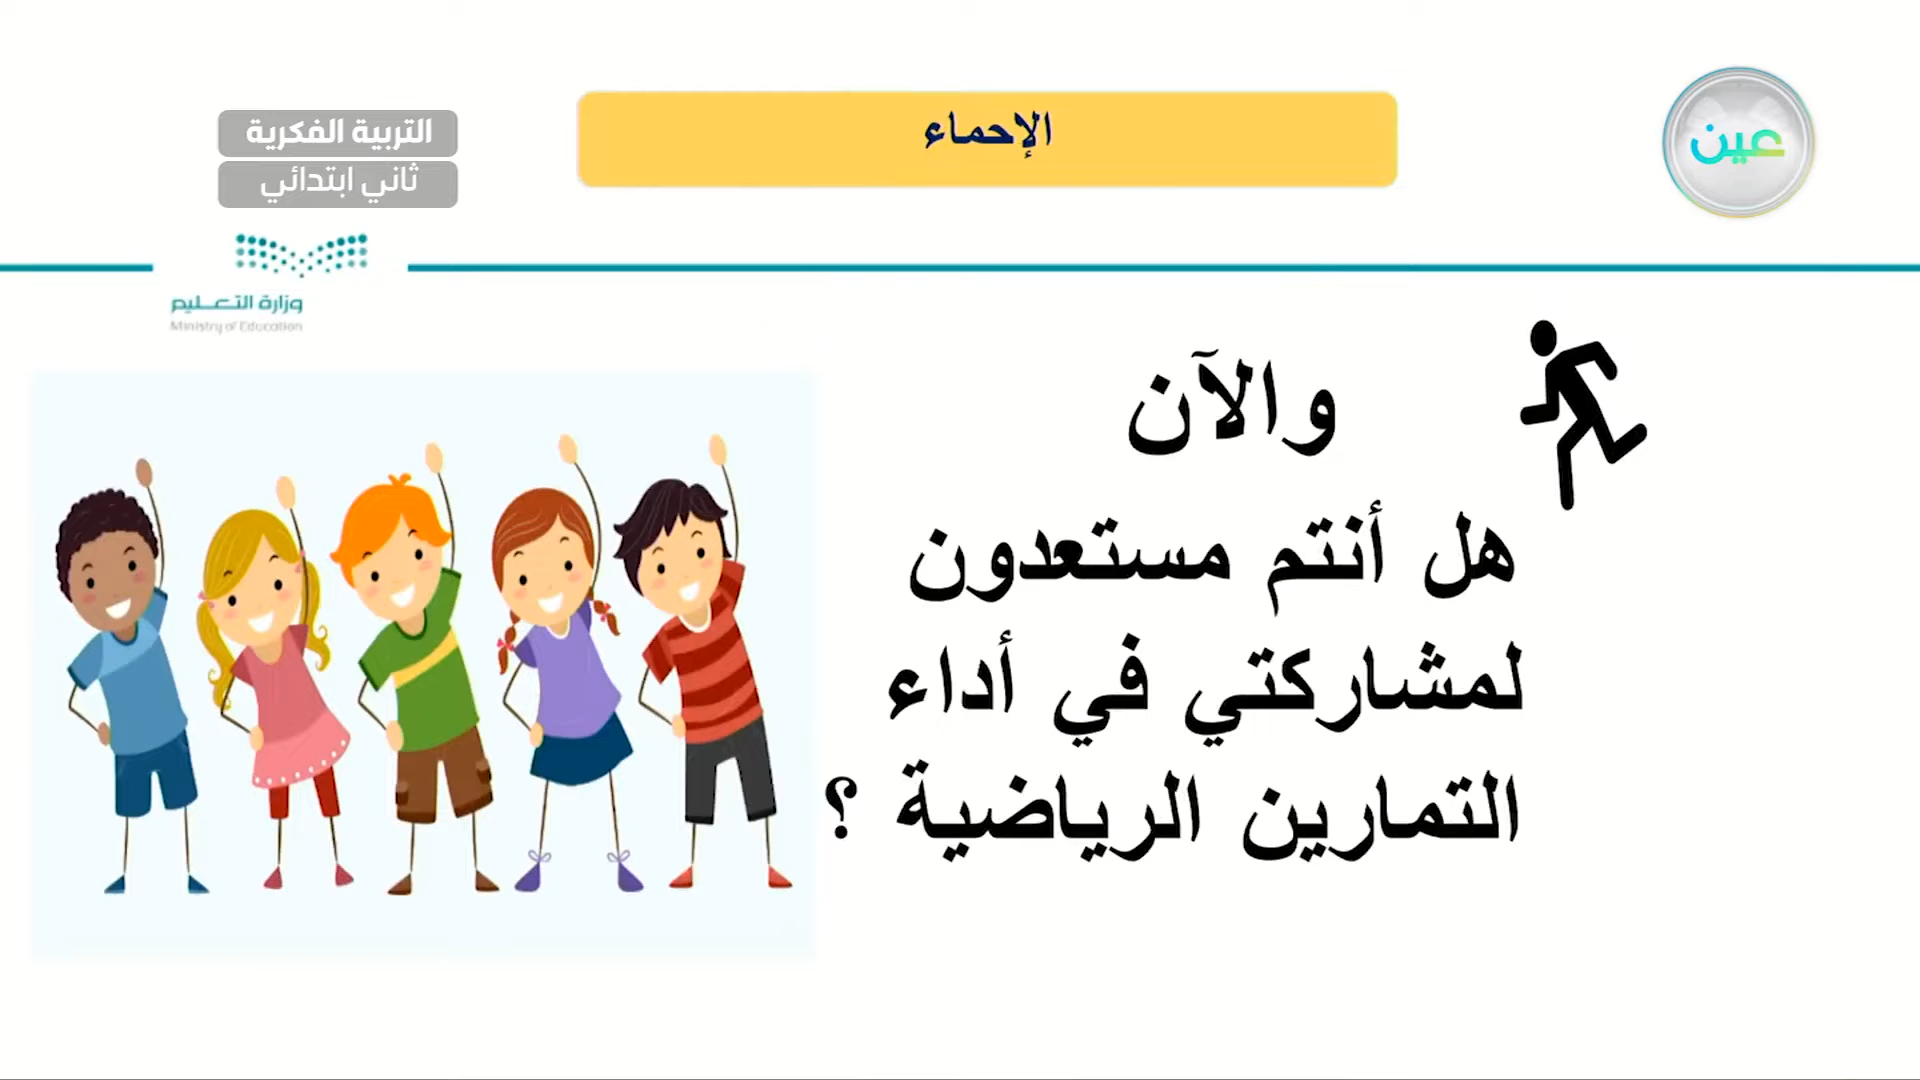 الإحماء
عين
التربية الفكرية
ثاني ابتدائي
وزارة التعليم
Ministry of Education
والآن
هل أنتم مستعدون
لمشاركتي في أداء
التمارين الرياضية ؟